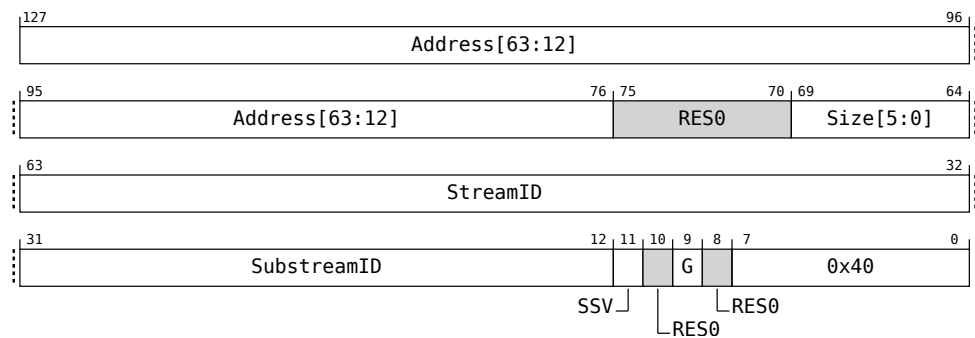 127 96
Address[63:12]
95 76 75 70 69 64
Address[63:12] RES0 Size[5:0]
63 32
StreamID
31 12 11 10 9 8 7 0
SubstreamID G 0x40
SSV RES0
RES0